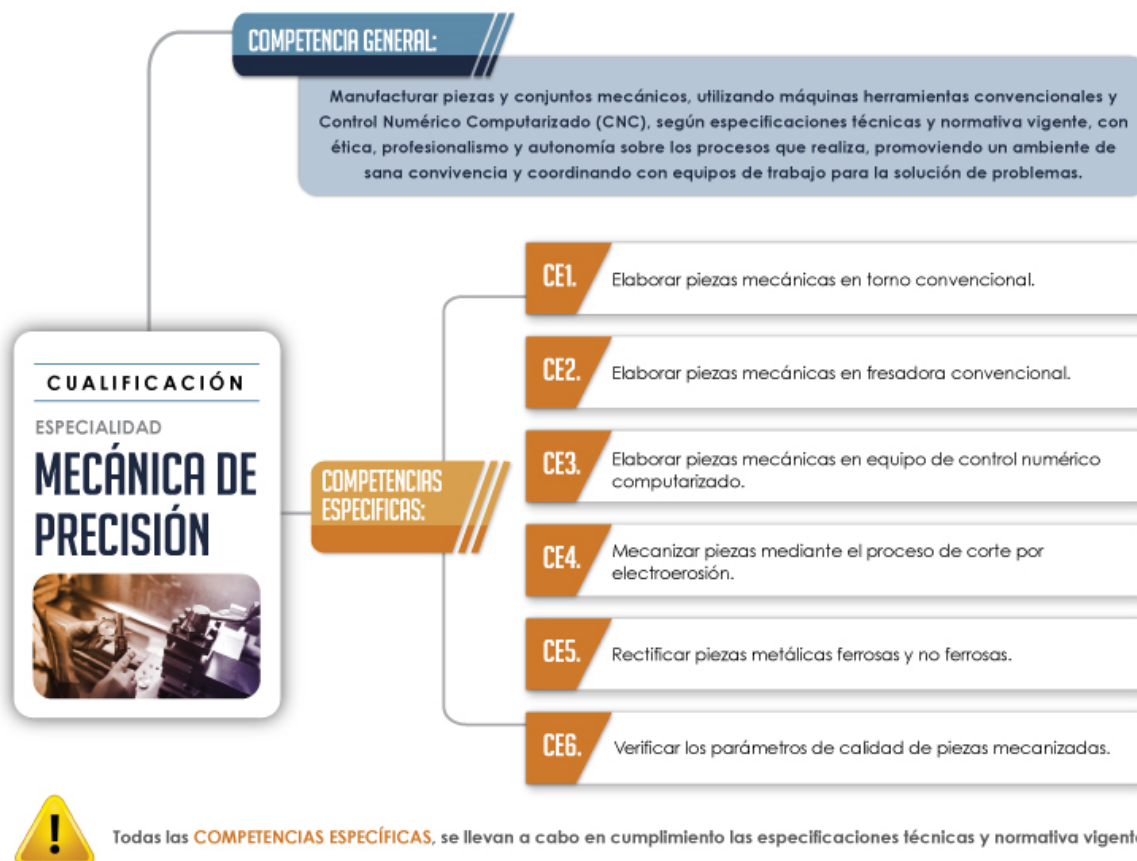 COMPETENCIA GENERAL:
Manufacturar piezas y conjuntos mecánicos, utilizando máquinas herramientas convencionales y
Control Numérico Computarizado (CNC), según especificaciones técnicas y normativa vigente, con
ética, profesionalismo y autonomía sobre los procesos que realiza, promoviendo un ambiente de
sana convivencia y coordinando con equipos de trabajo para la solución de problemas.
CUALIFICACIÓN
ESPECIALIDAD
MECÁNICA DE
PRECISIÓN
COMPETENCIAS
ESPECIFICAS:
CE1. Elaborar piezas mecánicas en torno convencional.
CE2. Elaborar piezas mecánicas en fresadora convencional.
CE3. Elaborar piezas mecánicas en equipo de control numérico
computarizado.
CE4. Mecanizar piezas mediante el proceso de corte por
electroerosión.
CE5. Rectificar piezas metálicas ferrosas y no ferrosas.
CE6. Verificar los parámetros de calidad de piezas mecanizadas.
! Todas las COMPETENCIAS ESPECÍFICAS, se llevan a cabo en cumplimiento las especificaciones técnicas y normativa vigente